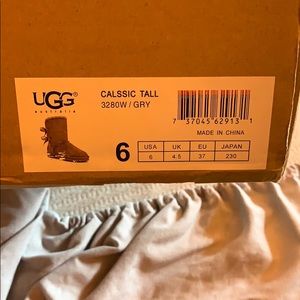 UGG®
australia
CALSSIC TALL
3280W / GRY
7 37045 62913 1
MADE IN CHINA
6
USA UK EU JAPAN
6 4.5 37 230